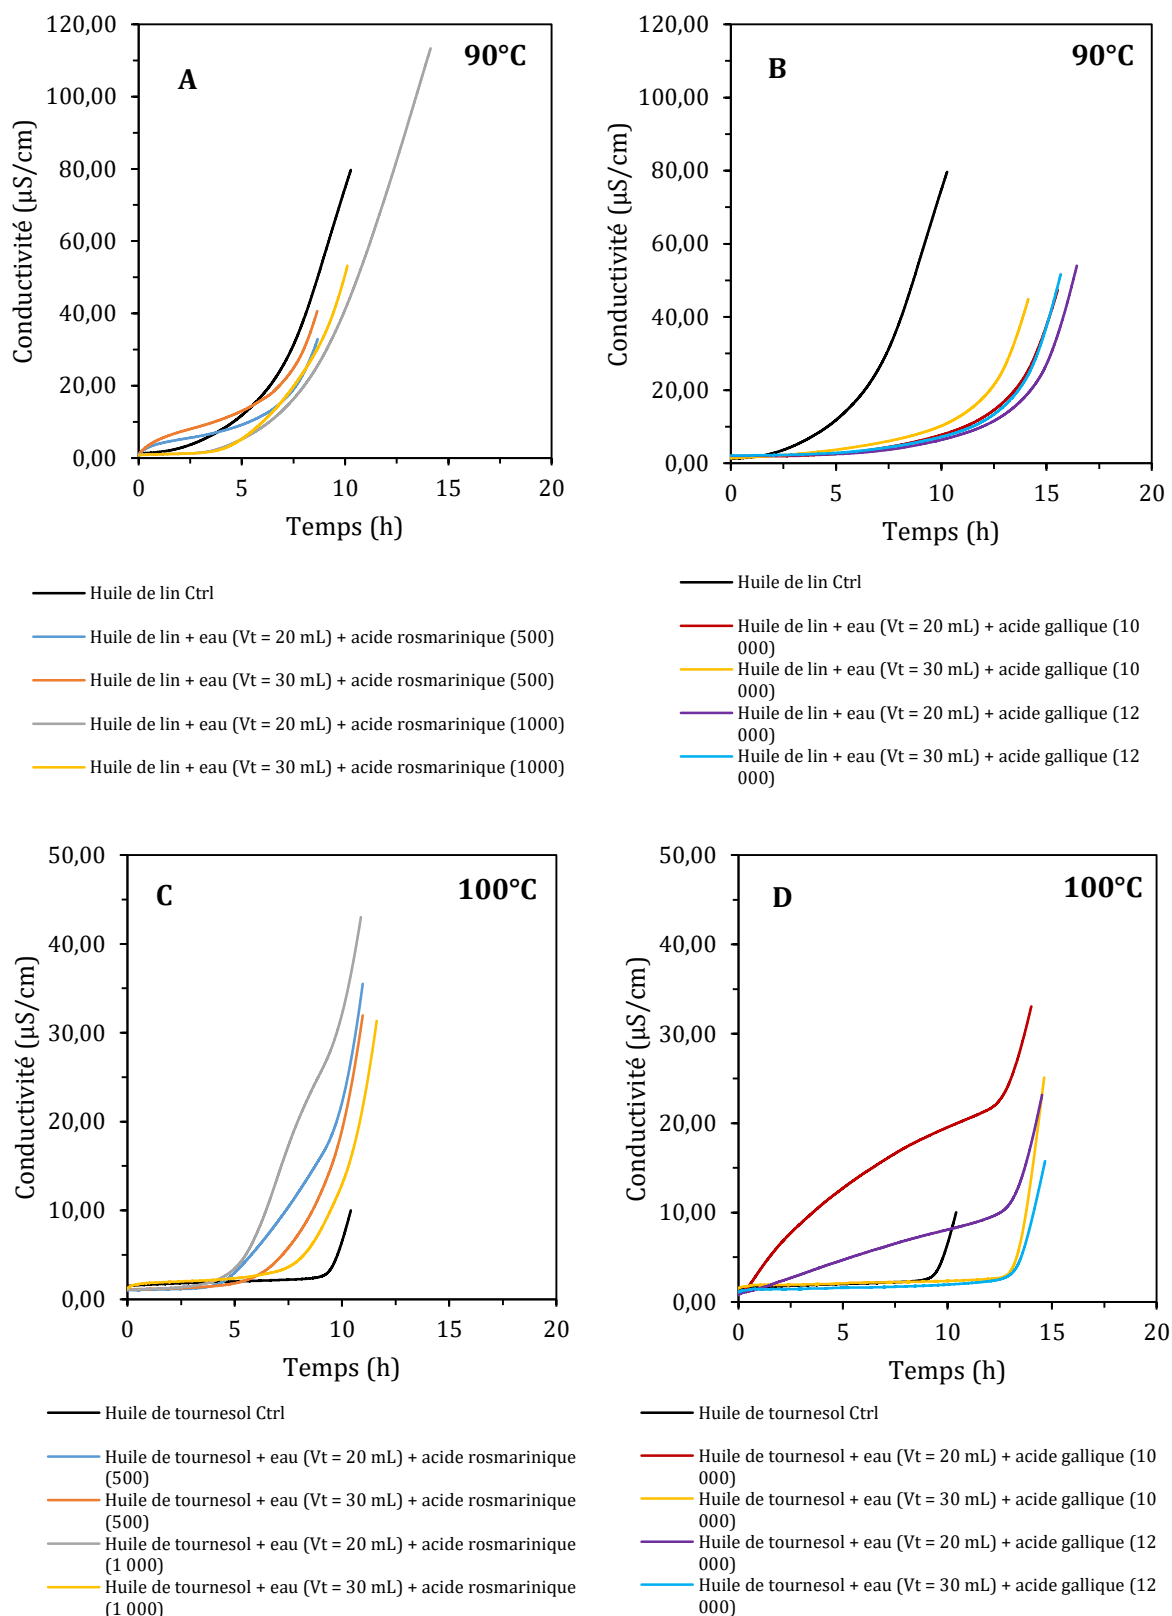 120,00
100,00
80,00
60,00
40,00
20,00
0,00
Conductivité (µS/cm)
A
90°C
0
5
10
15
20
Temps (h)
120,00
100,00
80,00
60,00
40,00
20,00
0,00
Conductivité (µS/cm)
B
90°C
0
5
10
15
20
Temps (h)
Huile de lin Ctrl
Huile de lin + eau (Vt = 20 mL) + acide rosmarinique (500)
Huile de lin + eau (Vt = 30 mL) + acide rosmarinique (500)
Huile de lin + eau (Vt = 20 mL) + acide rosmarinique (1000)
Huile de lin + eau (Vt = 30 mL) + acide rosmarinique (1000)
Huile de lin Ctrl
Huile de lin + eau (Vt = 20 mL) + acide gallique (10
000)
Huile de lin + eau (Vt = 30 mL) + acide gallique (10
000)
Huile de lin + eau (Vt = 20 mL) + acide gallique (12
000)
Huile de lin + eau (Vt = 30 mL) + acide gallique (12
000)
50,00
40,00
30,00
20,00
10,00
0,00
Conductivité (µS/cm)
C
100°C
0
5
10
15
20
Temps (h)
50,00
40,00
30,00
20,00
10,00
0,00
Conductivité (µS/cm)
D
100°C
0
5
10
15
20
Temps (h)
Huile de tournesol Ctrl
Huile de tournesol + eau (Vt = 20 mL) + acide rosmarinique
(500)
Huile de tournesol + eau (Vt = 30 mL) + acide rosmarinique
(500)
Huile de tournesol + eau (Vt = 20 mL) + acide rosmarinique
(1 000)
Huile de tournesol + eau (Vt = 30 mL) + acide rosmarinique
(1 000)
Huile de tournesol Ctrl
Huile de tournesol + eau (Vt = 20 mL) + acide gallique (10
000)
Huile de tournesol + eau (Vt = 30 mL) + acide gallique (10
000)
Huile de tournesol + eau (Vt = 20 mL) + acide gallique (12
000)
Huile de tournesol + eau (Vt = 30 mL) + acide gallique (12
000)